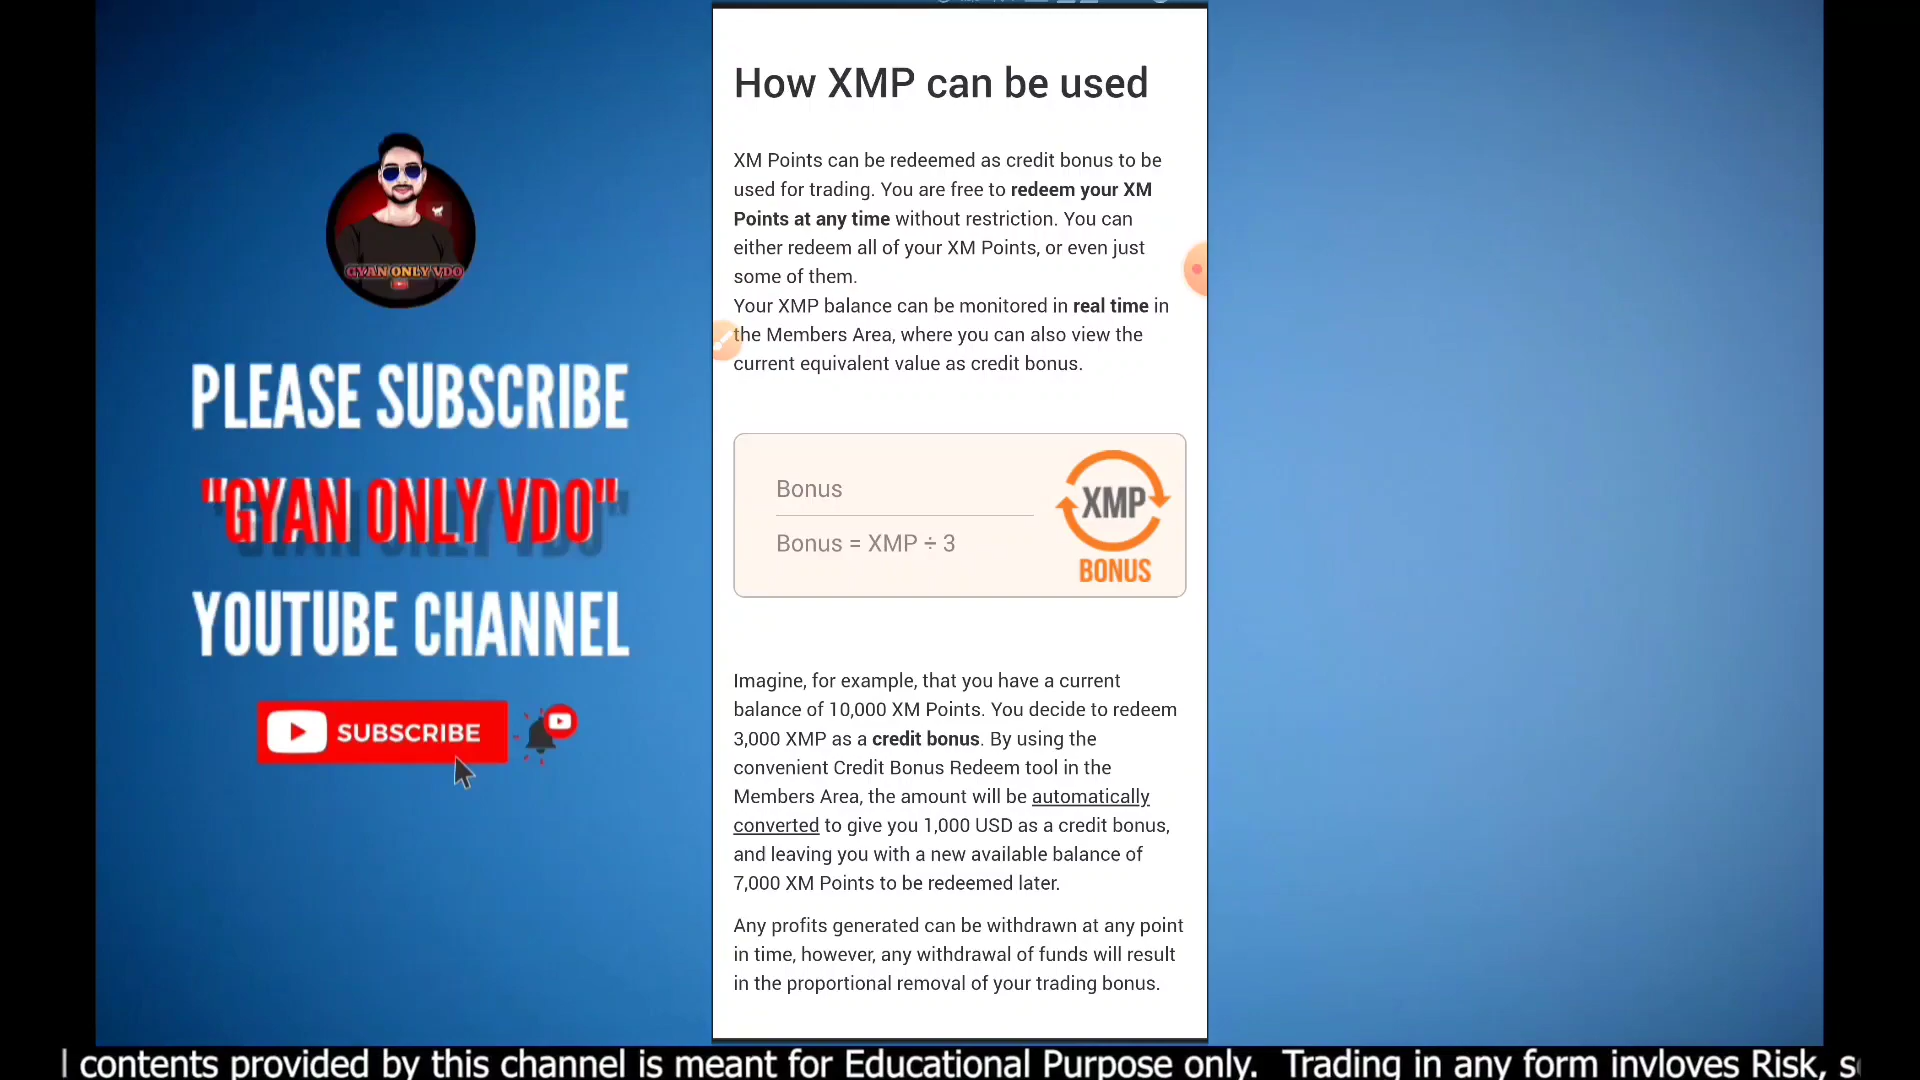 How XMP can be used
XM Points can be redeemed as credit bonus to be
used for trading. You are free to redeem your XM
Points at any time without restriction. You can
either redeem all of your XM Points, or even just
some of them.
Your XMP balance can be monitored in real time in
the Members Area, where you can also view the
current equivalent value as credit bonus.
Bonus
Bonus = XMP ÷ 3
XMP
BONUS
Imagine, for example, that you have a current
balance of 10,000 XM Points. You decide to redeem
3,000 XMP as a credit bonus. By using the
convenient Credit Bonus Redeem tool in the
Members Area, the amount will be automatically
converted to give you 1,000 USD as a credit bonus,
and leaving you with a new available balance of
7,000 XM Points to be redeemed later.
Any profits generated can be withdrawn at any point
in time, however, any withdrawal of funds will result
in the proportional removal of your trading bonus.
GYAN ONLY VDO
PLEASE SUBSCRIBE
"GYAN ONLY VDO"
YOUTUBE CHANNEL
SUBSCRIBE
contents provided by this channel is meant for Educational Purpose only. Trading in any form invloves Risk,